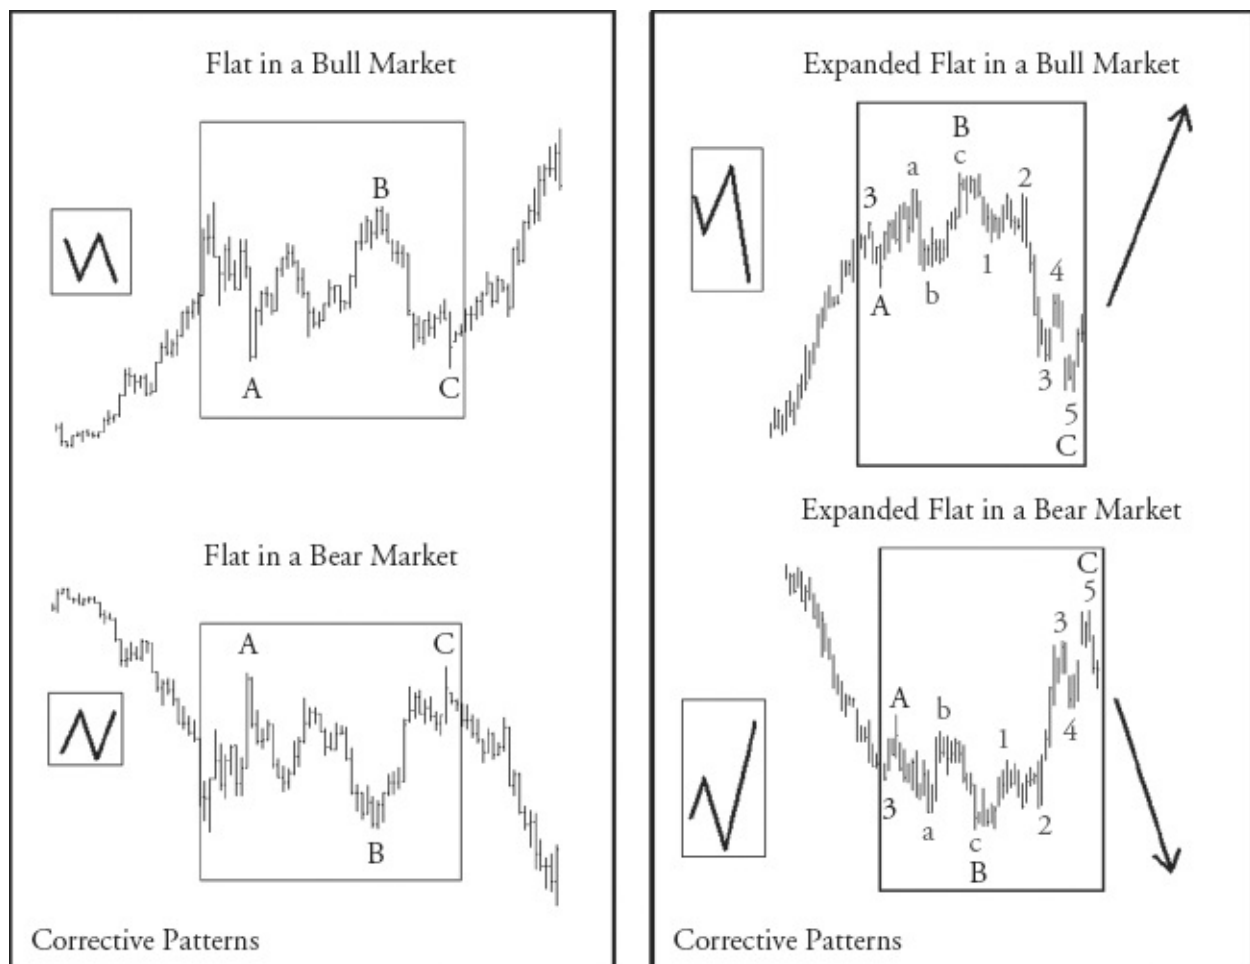 Flat in a Bull Market
B
A
C
Flat in a Bear Market
A
C
B
Corrective Patterns
Expanded Flat in a Bull Market
B
c
a
3
2
4
1
A
b
3
5
C
Expanded Flat in a Bear Market
C
5
3
A
b
1
4
3
a
2
c
B
Corrective Patterns